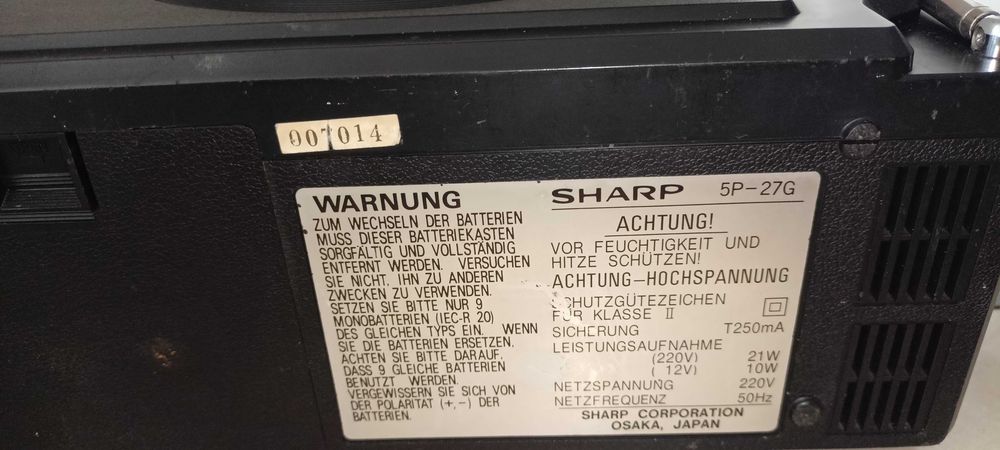 007014
WARNUNG
ZUM WECHSELN DER BATTERIEN
MUSS DIESER BATTERIEKASTEN
SORGFÄLTIG UND VOLLSTÄNDIG
ENTFERNT WERDEN. VERSUCHEN
SIE NICHT, IHN ZU ANDEREN
ZWECKEN ZU VERWENDEN.
SETZEN SIE BITTE NUR 9
MONOBATTERIEN (IEC-R 20)
DES GLEICHEN TYPS EIN. WENN
SIE DIE BATTERIEN ERSETZEN,
ACHTEN SIE BITTE DARAUF,
DASS 9 GLEICHE BATTERIEN
BENUTZT WERDEN.
VERGEWISSERN SIE SICH VON
DER POLARITÄT (+, -) DER
BATTERIEN.
SHARP 5P-27G
ACHTUNG!
VOR FEUCHTIGKEIT UND
HITZE SCHÜTZEN!
ACHTUNG-HOCHSPANNUNG
SCHUTZGÜTEZEICHEN
FÜR KLASSE II
SICHERUNG T250mA
LEISTUNGSAUFNAHME
(220V) 21W
( 12V) 10W
NETZSPANNUNG 220V
NETZFREQUENZ 50Hz
SHARP CORPORATION
OSAKA, JAPAN